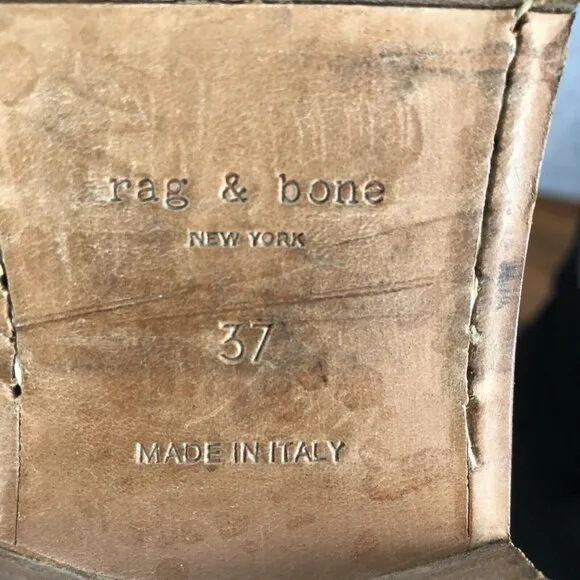 rag & bone
NEW YORK
37
MADE IN ITALY